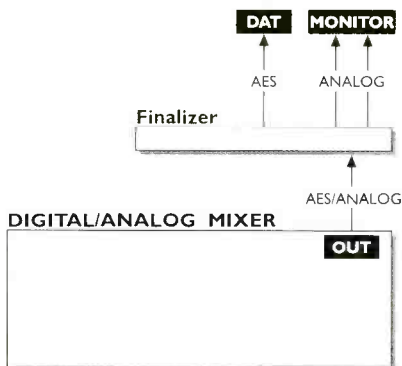 DAT MONITOR
AES ANALOG
Finalizer
AES/ANALOG
DIGITAL/ANALOG MIXER
OUT